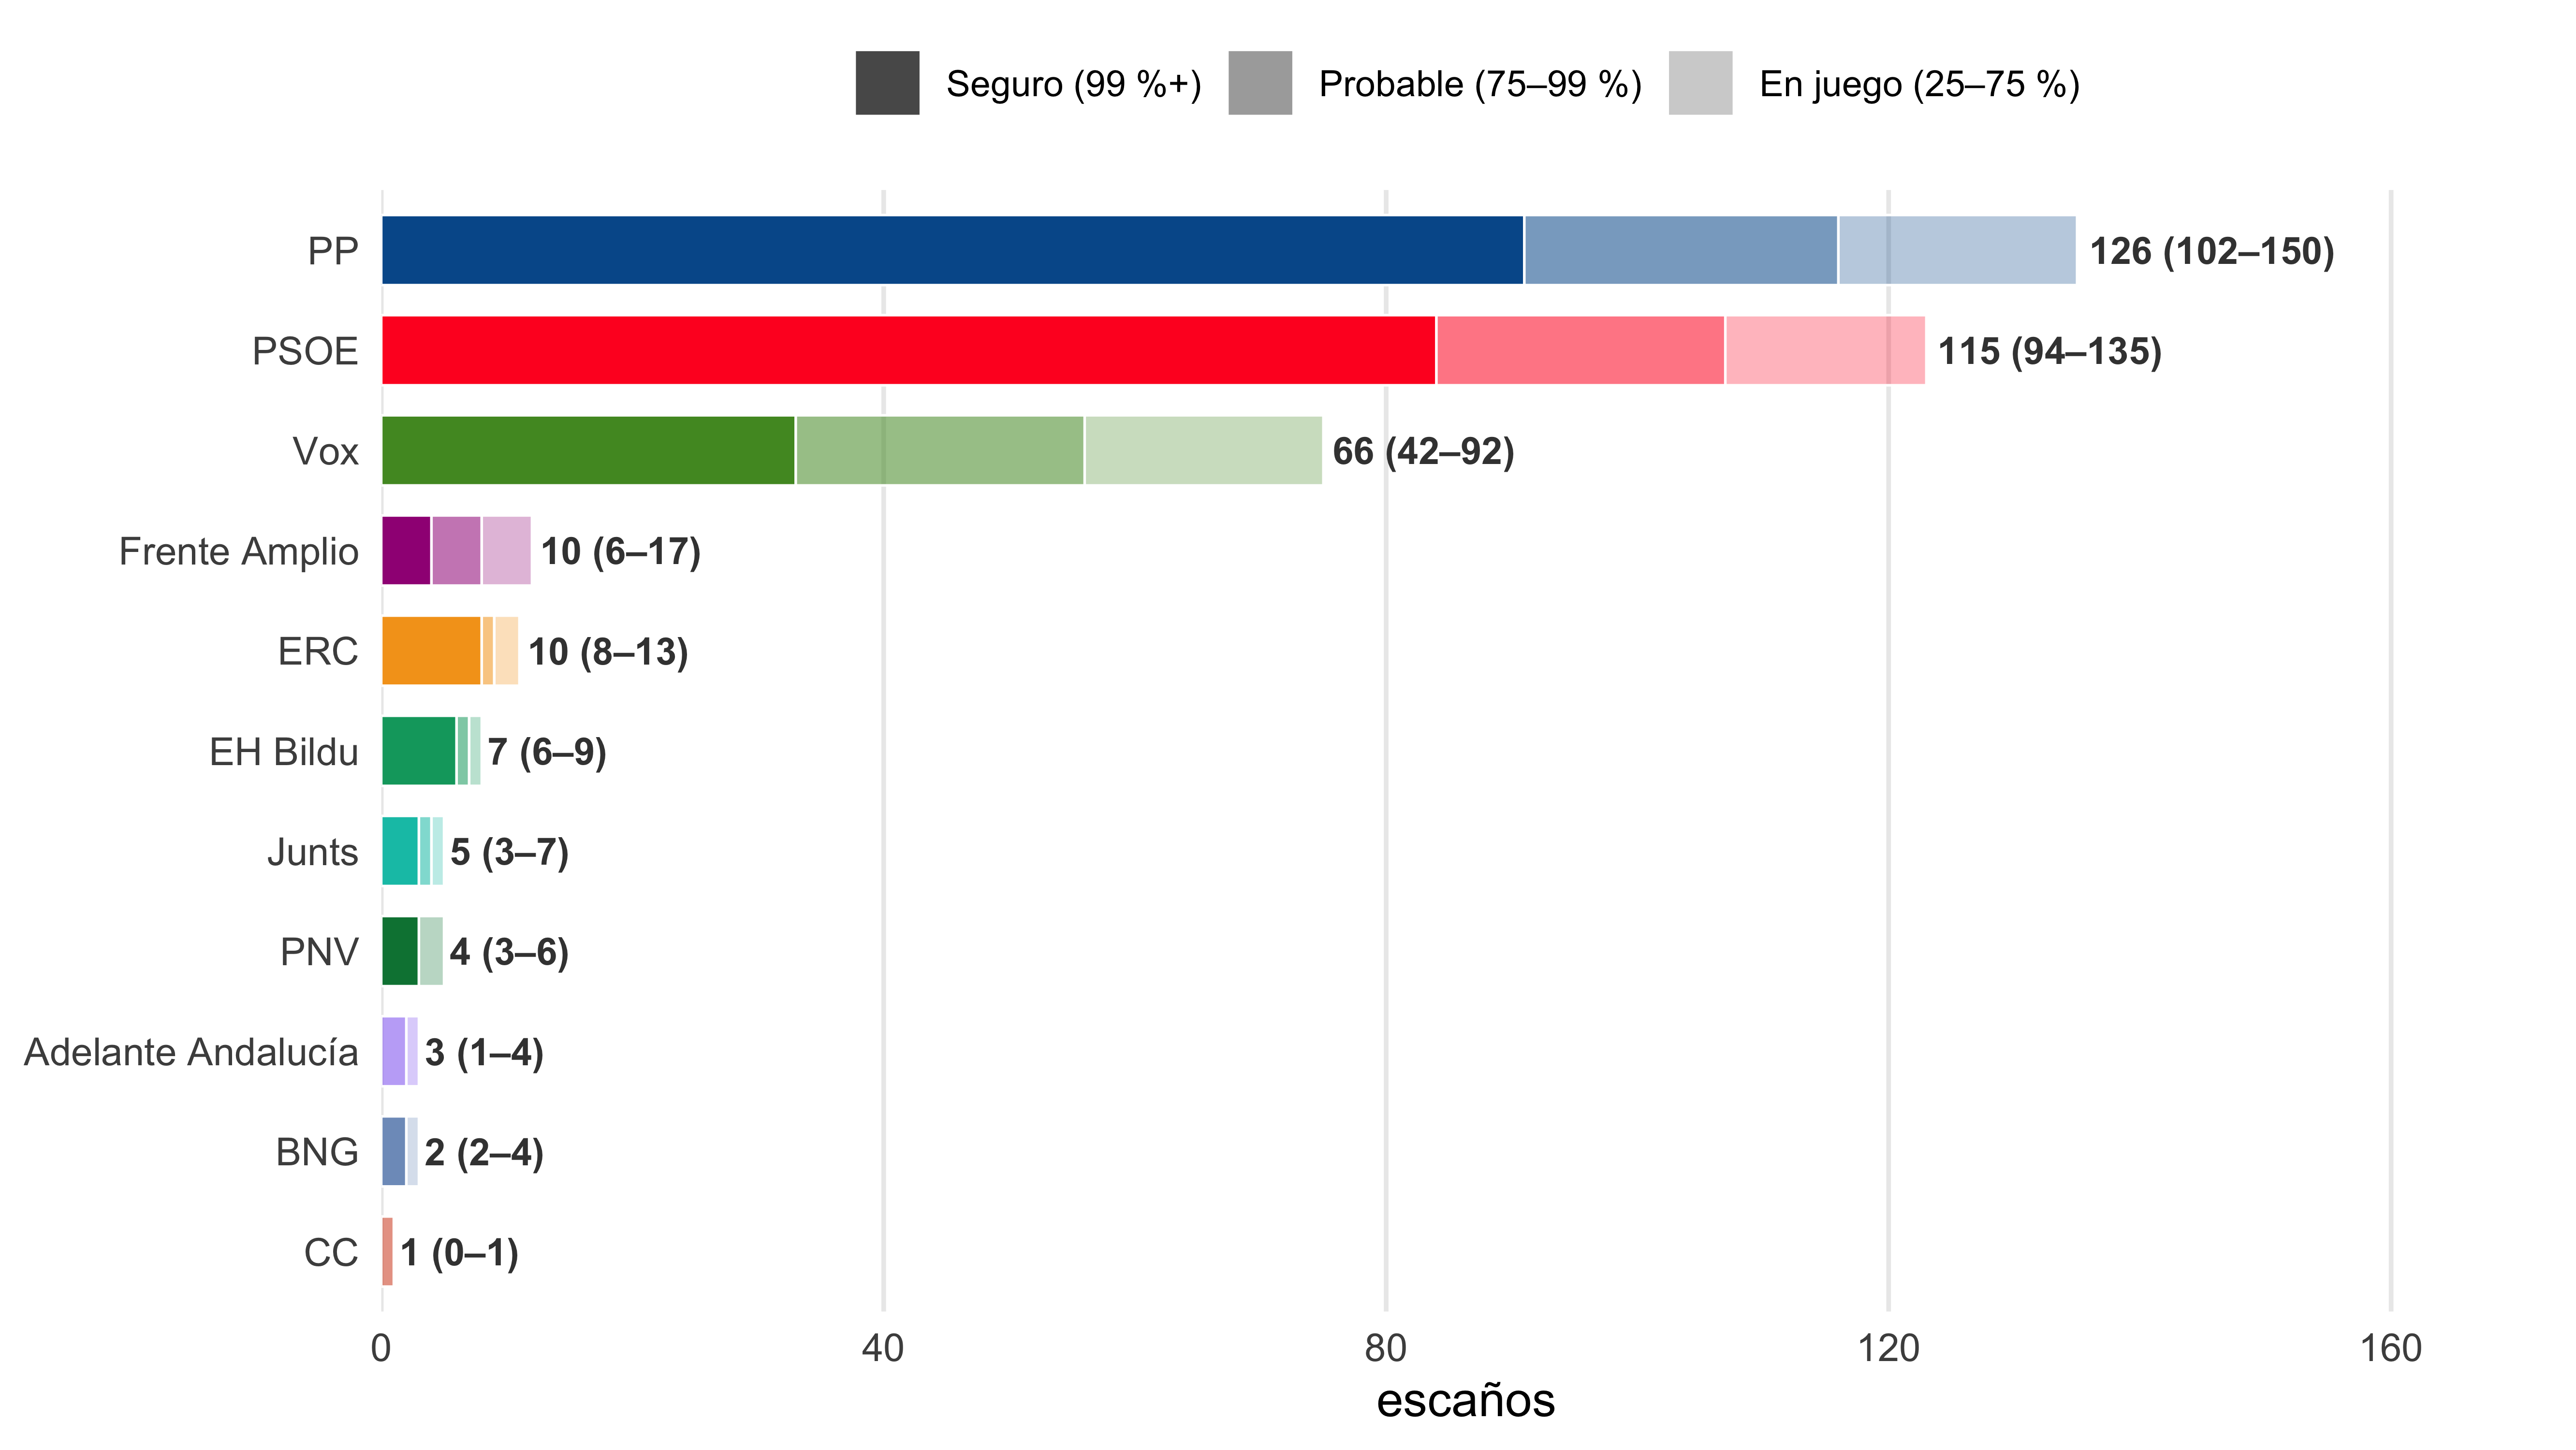 Seguro (99 %+) Probable (75–99 %) En juego (25–75 %)
PP 126 (102–150)
PSOE 115 (94–135)
Vox 66 (42–92)
Frente Amplio 10 (6–17)
ERC 10 (8–13)
EH Bildu 7 (6–9)
Junts 5 (3–7)
PNV 4 (3–6)
Adelante Andalucía 3 (1–4)
BNG 2 (2–4)
CC 1 (0–1)
0 40 80 120 160
escaños